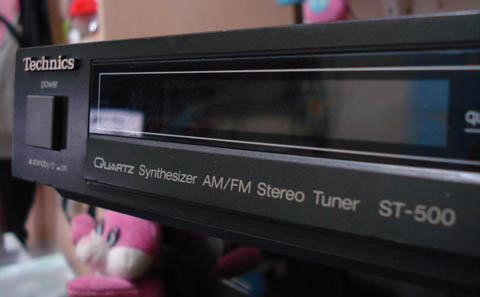 Technics
power
standby on
QUARTZ Synthesizer AM/FM Stereo Tuner ST-500